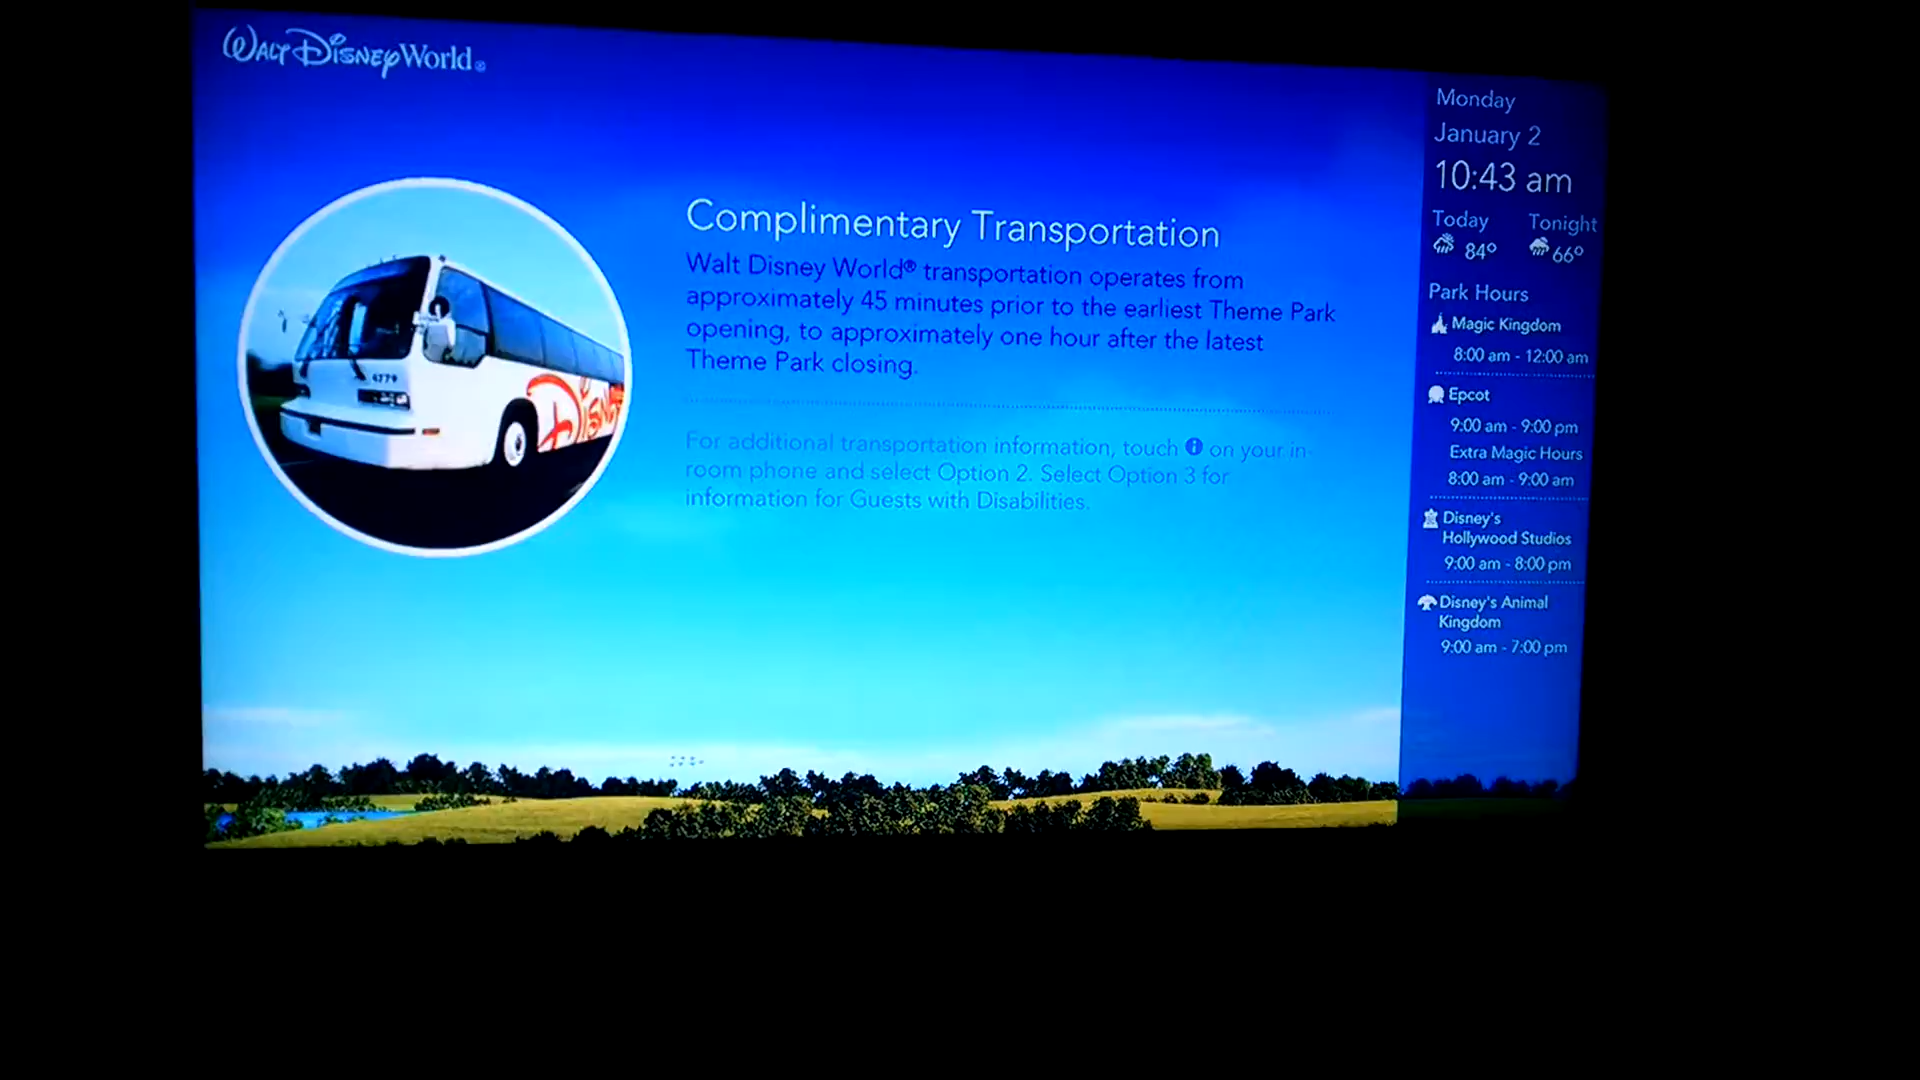 WALT DISNEY World®
Monday
January 2
10:43 am
Today Tonight
84° 66°
Park Hours
Magic Kingdom
8:00 am - 12:00 am
Epcot
9:00 am - 9:00 pm
Extra Magic Hours
8:00 am - 9:00 am
Disney's
Hollywood Studios
9:00 am - 8:00 pm
Disney's Animal
Kingdom
9:00 am - 7:00 pm
Complimentary Transportation
Walt Disney World® transportation operates from
approximately 45 minutes prior to the earliest Theme Park
opening, to approximately one hour after the latest
Theme Park closing.
For additional transportation information, touch i on your in-
room phone and select Option 2. Select Option 3 for
information for Guests with Disabilities.
4779
Disney